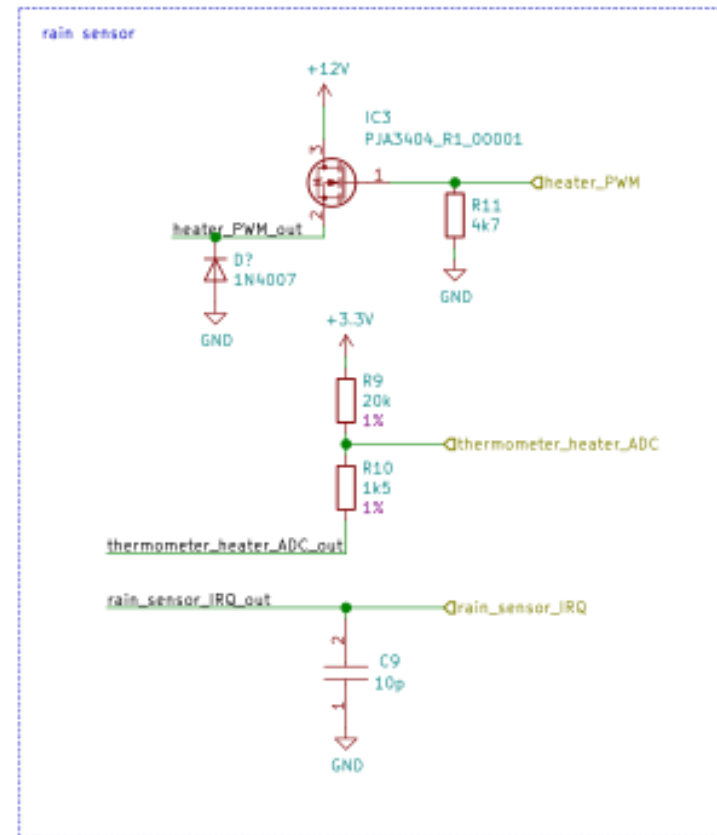 rain sensor
+12V
IC3
PJA3404_R1_00001
3
1
heater_PWM
2
R11
4k7
heater_PWM_out
D?
1N4007
GND
GND
+3.3V
R9
20k
1%
thermometer_heater_ADC
R10
1k5
1%
thermometer_heater_ADC_out
rain_sensor_IRQ_out
rain_sensor_IRQ
2
C9
10p
1
GND